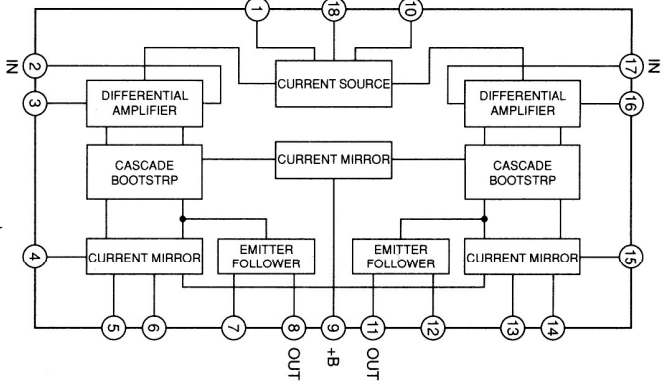 1
18
10
IN
2
17
IN
CURRENT SOURCE
DIFFERENTIAL
AMPLIFIER
DIFFERENTIAL
AMPLIFIER
3
16
CASCADE
BOOTSTRP
CURRENT MIRROR
CASCADE
BOOTSTRP
4
CURRENT MIRROR
EMITTER
FOLLOWER
EMITTER
FOLLOWER
CURRENT MIRROR
15
5
6
7
8
9
11
12
13
14
OUT
+B
OUT